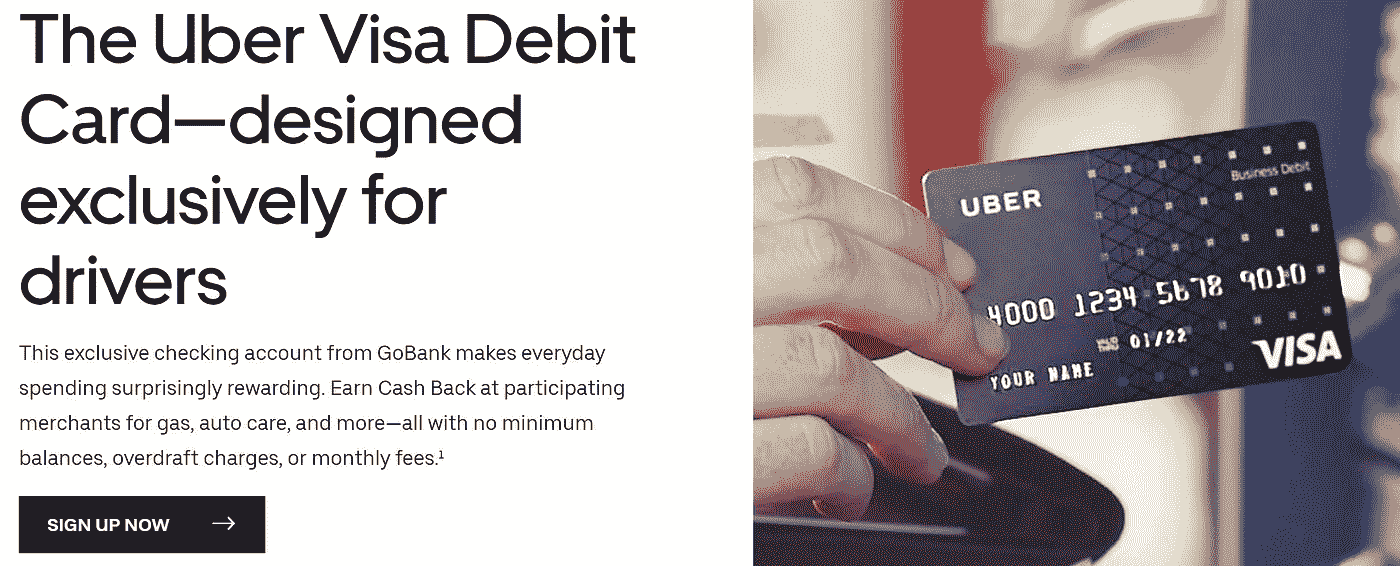 The Uber Visa Debit
Card—designed
exclusively for
drivers
This exclusive checking account from GoBank makes everyday
spending surprisingly rewarding. Earn Cash Back at participating
merchants for gas, auto care, and more—all with no minimum
balances, overdraft charges, or monthly fees.¹
SIGN UP NOW →
UBER
Business Debit
4000 1234 5678 9010
01/22
YOUR NAME
VISA